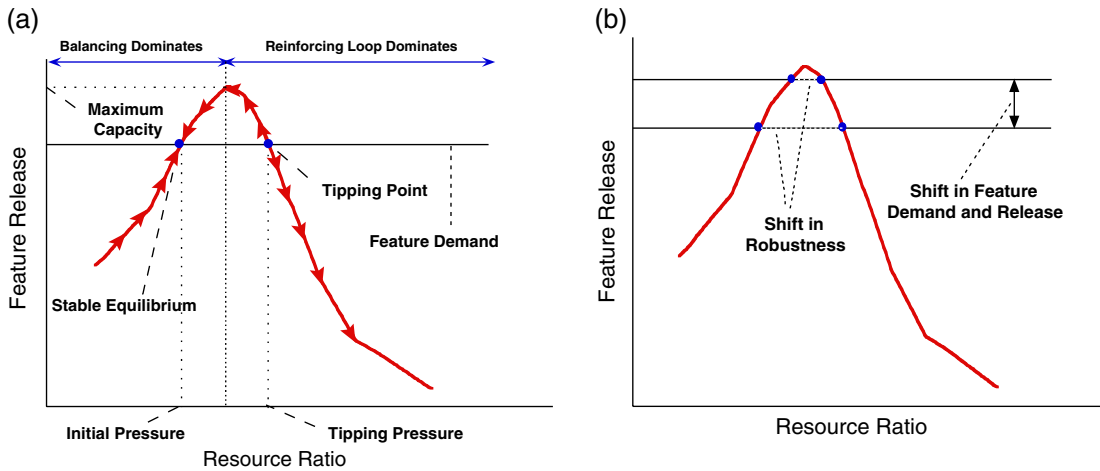 (a)
Balancing Dominates
Reinforcing Loop Dominates
Maximum
Capacity
Tipping Point
Feature Demand
Stable Equilibrium
Feature Release
Initial Pressure
Tipping Pressure
Resource Ratio
(b)
Shift in Feature
Demand and Release
Shift in
Robustness
Feature Release
Resource Ratio